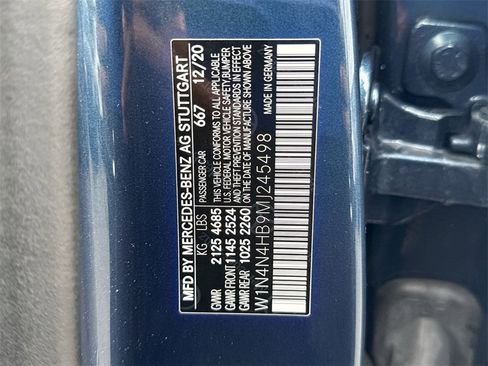 MFD BY MERCEDES-BENZ AG STUTTGART
PASSENGER CAR 667 12/20
KG LBS
GVWR 2125 4685
GAWR FRONT 1145 2524
GAWR REAR 1025 2260
THIS VEHICLE CONFORMS TO ALL APPLICABLE
U.S. FEDERAL MOTOR VEHICLE SAFETY, BUMPER
AND THEFT PREVENTION STANDARDS IN EFFECT
ON THE DATE OF MANUFACTURE SHOWN ABOVE
W1N4N4HB9MJ245498
MADE IN GERMANY